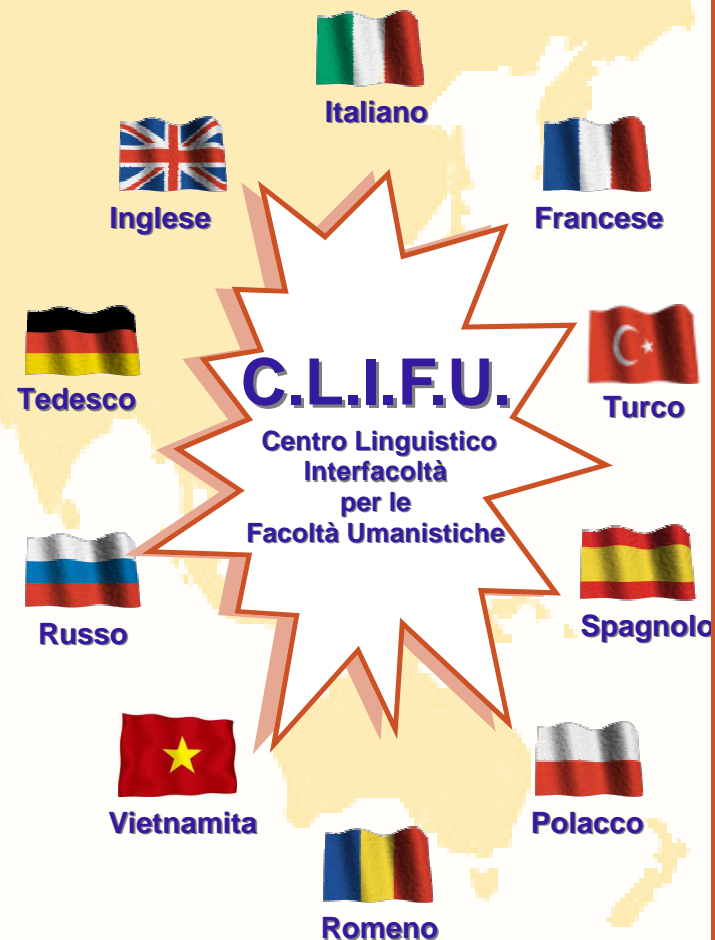 Italiano
Inglese
Francese
Tedesco
Turco
C.L.I.F.U.
Centro Linguistico
Interfacoltà
per le
Facoltà Umanistiche
Russo
Spagnolo
Vietnamita
Polacco
Romeno